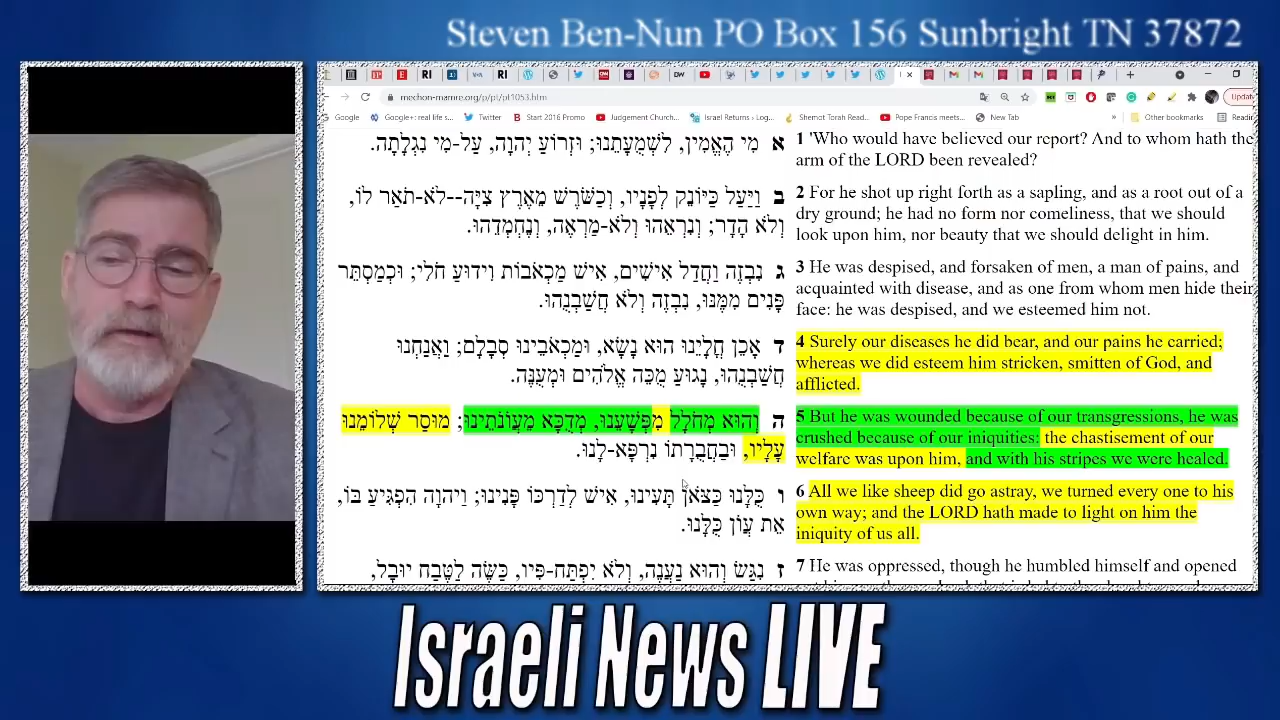 Steven Ben-Nun PO Box 156 Sunbright TN 37872
mechon-mamre.org/p/pt/pt1053.htm
Google Google+: real life's... Twitter Start 2016 Promo Judgement Church... Israel Returns › Log... Shemot Torah Read... Pope Francis meets... New Tab Other bookmarks
א מִי הֶאֱמִין, לִשְׁמֻעָתֵנוּ; וּזְרוֹעַ יְהוָה, עַל-מִי נִגְלָתָה.
1 'Who would have believed our report? And to whom hath the
arm of the LORD been revealed?
ב וַיַּעַל כַּיּוֹנֵק לְפָנָיו, וְכַשֹּׁרֶשׁ מֵאֶרֶץ צִיָּה--לֹא-תֹאַר לוֹ,
וְלֹא הָדָר; וְנִרְאֵהוּ וְלֹא-מַרְאֶה, וְנֶחְמְדֵהוּ.
2 For he shot up right forth as a sapling, and as a root out of a
dry ground; he had no form nor comeliness, that we should
look upon him, nor beauty that we should delight in him.
ג נִבְזֶה וַחֲדַל אִישִׁים, אִישׁ מַכְאֹבוֹת וִידוּעַ חֹלִי; וּכְמַסְתֵּר
פָּנִים מִמֶּנּוּ, נִבְזֶה וְלֹא חֲשַׁבְנֻהוּ.
3 He was despised, and forsaken of men, a man of pains, and
acquainted with disease, and as one from whom men hide their
face: he was despised, and we esteemed him not.
ד אָכֵן חֳלָיֵנוּ הוּא נָשָׂא, וּמַכְאֹבֵינוּ סְבָלָם; וַאֲנַחְנוּ
חֲשַׁבְנֻהוּ, נָגוּעַ מֻכֵּה אֱלֹהִים וּמְעֻנֶּה.
4 Surely our diseases he did bear, and our pains he carried;
whereas we did esteem him stricken, smitten of God, and
afflicted.
ה וְהוּא מְחֹלָל מִפְּשָׁעֵנוּ, מְדֻכָּא מֵעֲוֺנֹתֵינוּ; מוּסַר שְׁלוֹמֵנוּ
עָלָיו, וּבַחֲבֻרָתוֹ נִרְפָּא-לָנוּ.
5 But he was wounded because of our transgressions, he was
crushed because of our iniquities: the chastisement of our
welfare was upon him, and with his stripes we were healed.
ו כֻּלָּנוּ כַּצֹּאן תָּעִינוּ, אִישׁ לְדַרְכּוֹ פָּנִינוּ; וַיהוָה הִפְגִּיעַ בּוֹ,
אֵת עֲוֺן כֻּלָּנוּ.
6 All we like sheep did go astray, we turned every one to his
own way; and the LORD hath made to light on him the
iniquity of us all.
ז נִגַּשׂ וְהוּא נַעֲנֶה, וְלֹא יִפְתַּח-פִּיו, כַּשֶּׂה לַטֶּבַח יוּבָל,
7 He was oppressed, though he humbled himself and opened
Israeli News LIVE